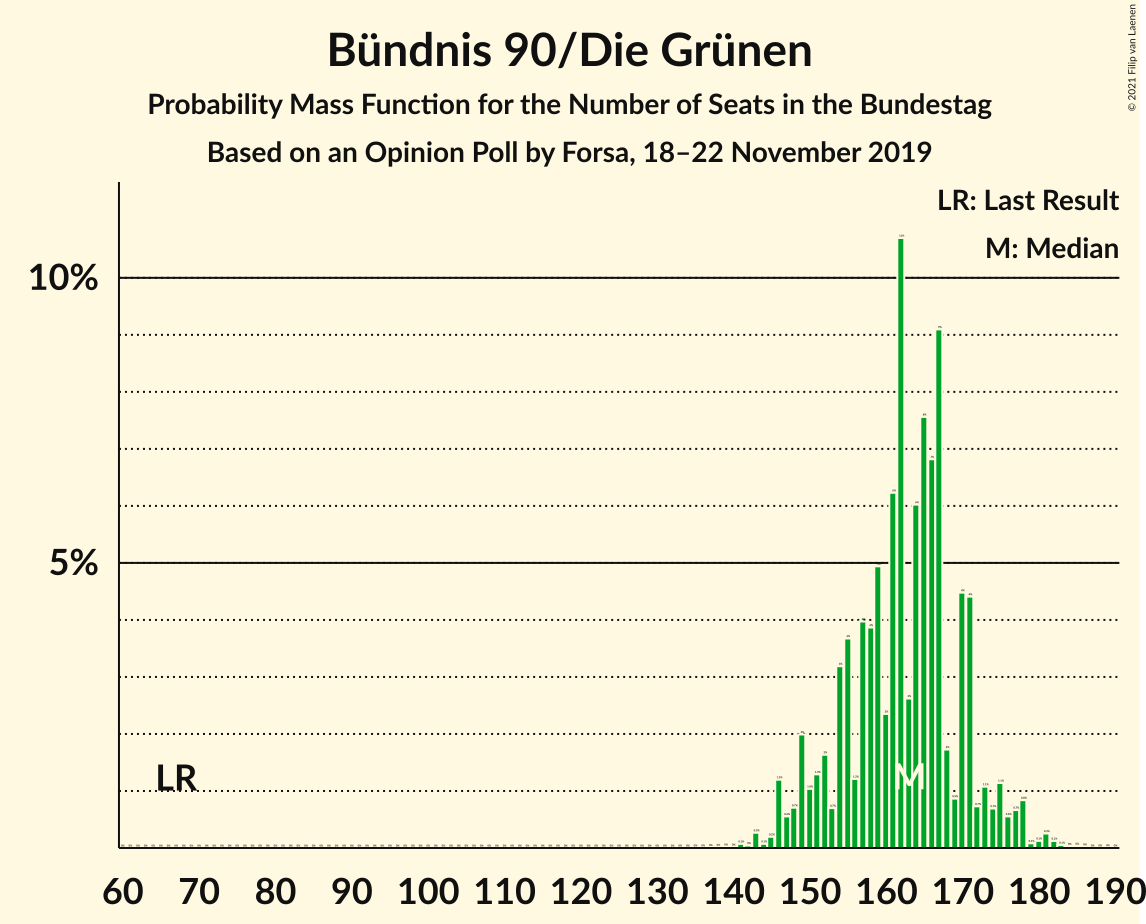 Bündnis 90/Die Grünen
Probability Mass Function for the Number of Seats in the Bundestag
Based on an Opinion Poll by Forsa, 18–22 November 2019
© 2021 Filip van Laenen
LR: Last Result
M: Median
10%
5%
LR
M
60 70 80 90 100 110 120 130 140 150 160 170 180 190